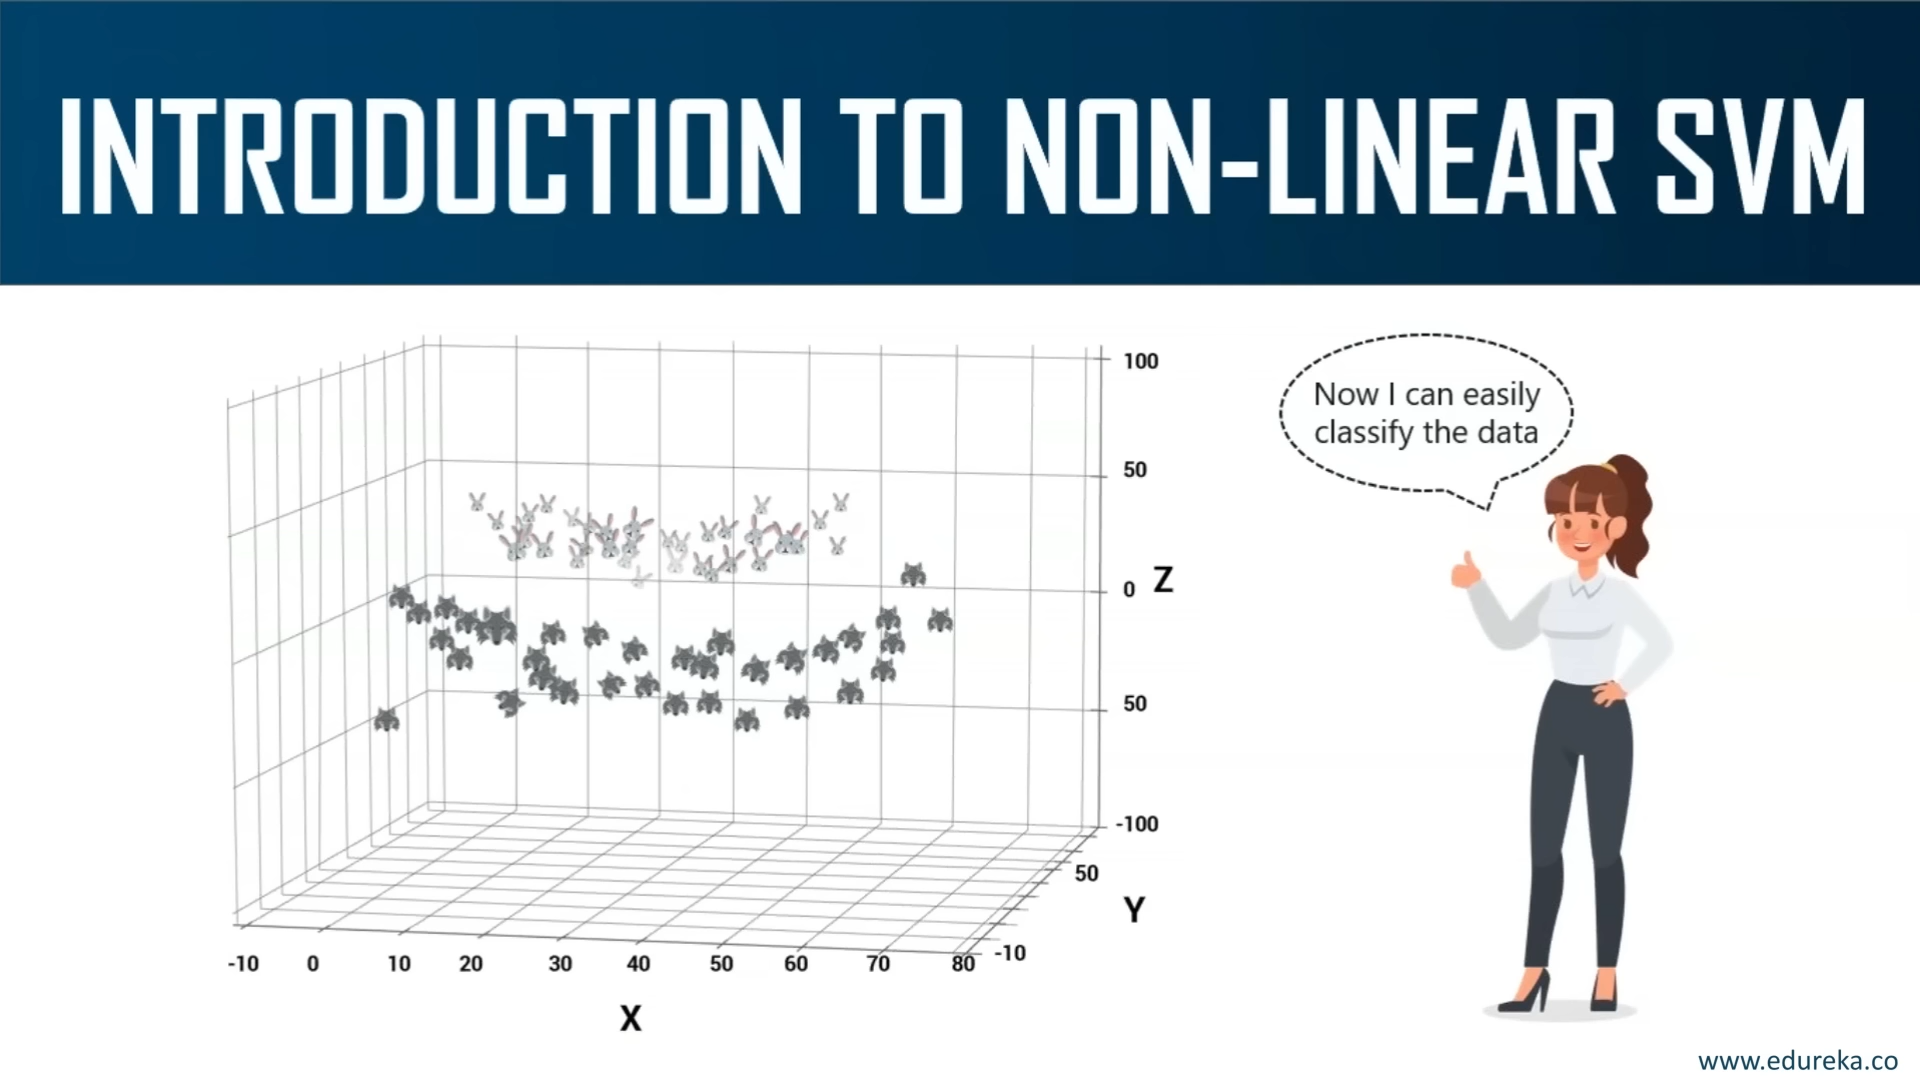 INTRODUCTION TO NON-LINEAR SVM
Now I can easily
classify the data
100
50
0
Z
50
-100
50
Y
-10
-10 0 10 20 30 40 50 60 70 80
X
www.edureka.co